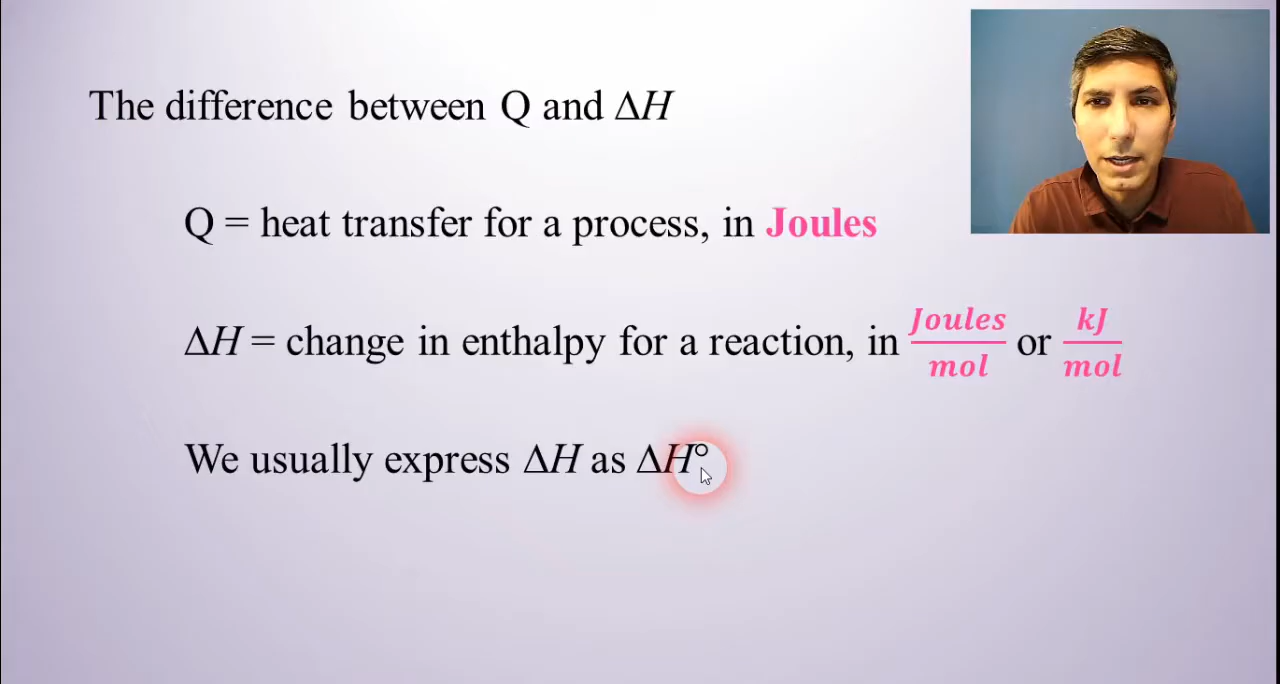 The difference between Q and ΔH
Q = heat transfer for a process, in Joules
ΔH = change in enthalpy for a reaction, in Joules/mol or kJ/mol
We usually express ΔH as ΔH°